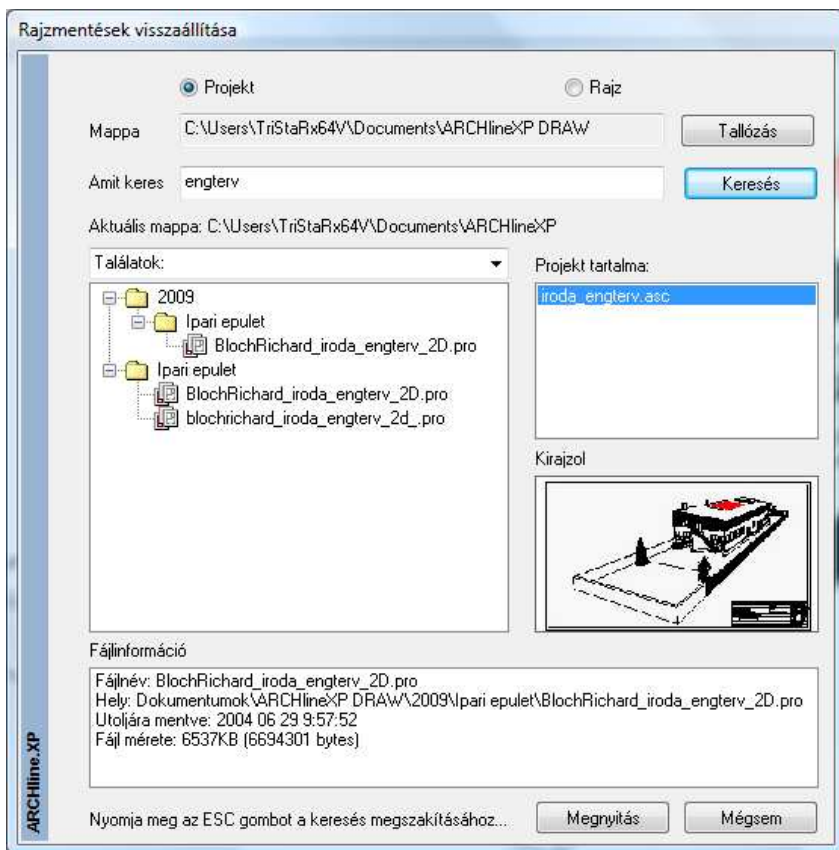 Rajzmentések visszaállítása
Projekt
Rajz
Mappa
C:\Users\TriStaRx64V\Documents\ARCHlineXP DRAW
Tallózás
Amit keres
engterv
Keresés
Aktuális mappa: C:\Users\TriStaRx64V\Documents\ARCHlineXP
Találatok:
Projekt tartalma:
2009
Ipari epulet
BlochRichard_iroda_engterv_2D.pro
Ipari epulet
BlochRichard_iroda_engterv_2D.pro
blochrichard_iroda_engterv_2d_.pro
iroda_engterv.asc
Kirajzol
Fájlinformáció
Fájlnév: BlochRichard_iroda_engterv_2D.pro
Hely: Dokumentumok\ARCHlineXP DRAW\2009\Ipari epulet\BlochRichard_iroda_engterv_2D.pro
Utoljára mentve: 2004 06 29 9:57:52
Fájl mérete: 6537KB (6694301 bytes)
Nyomja meg az ESC gombot a keresés megszakításához...
Megnyitás
Mégsem
ARCHline.XP